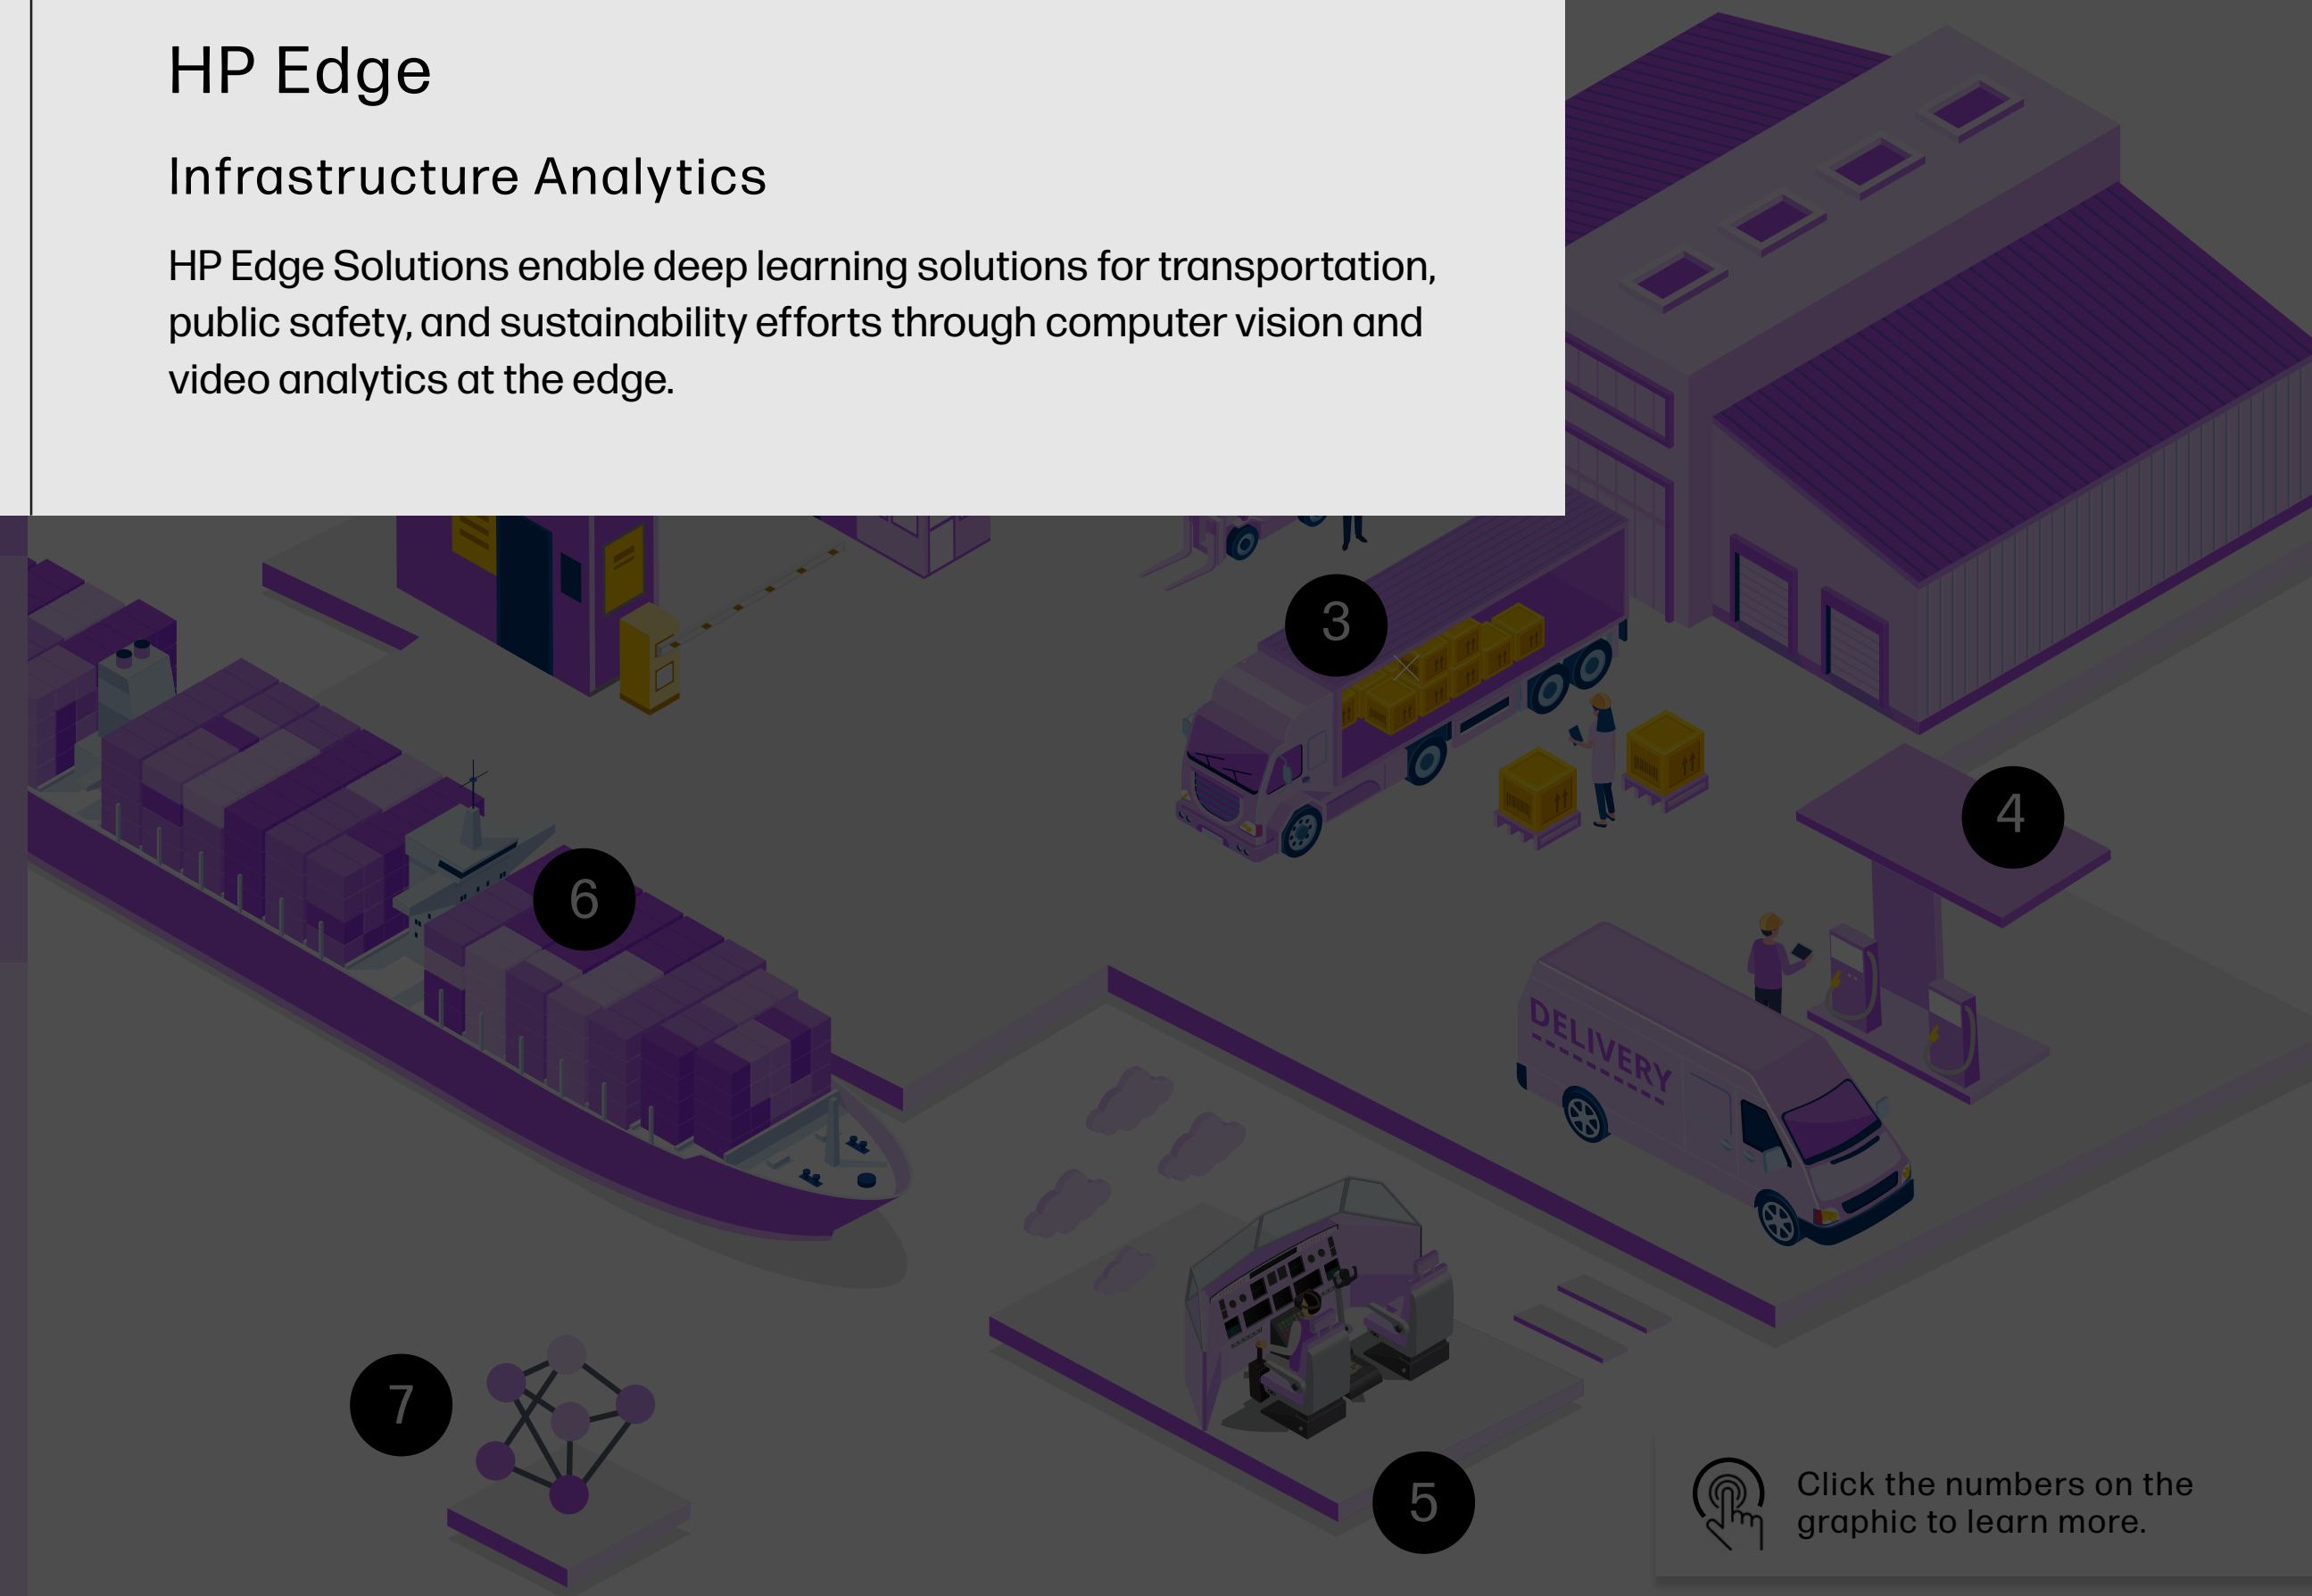 HP Edge
Infrastructure Analytics
HP Edge Solutions enable deep learning solutions for transportation,
public safety, and sustainability efforts through computer vision and
video analytics at the edge.
3
4
6
DELIVERY
7
5
Click the numbers on the
graphic to learn more.